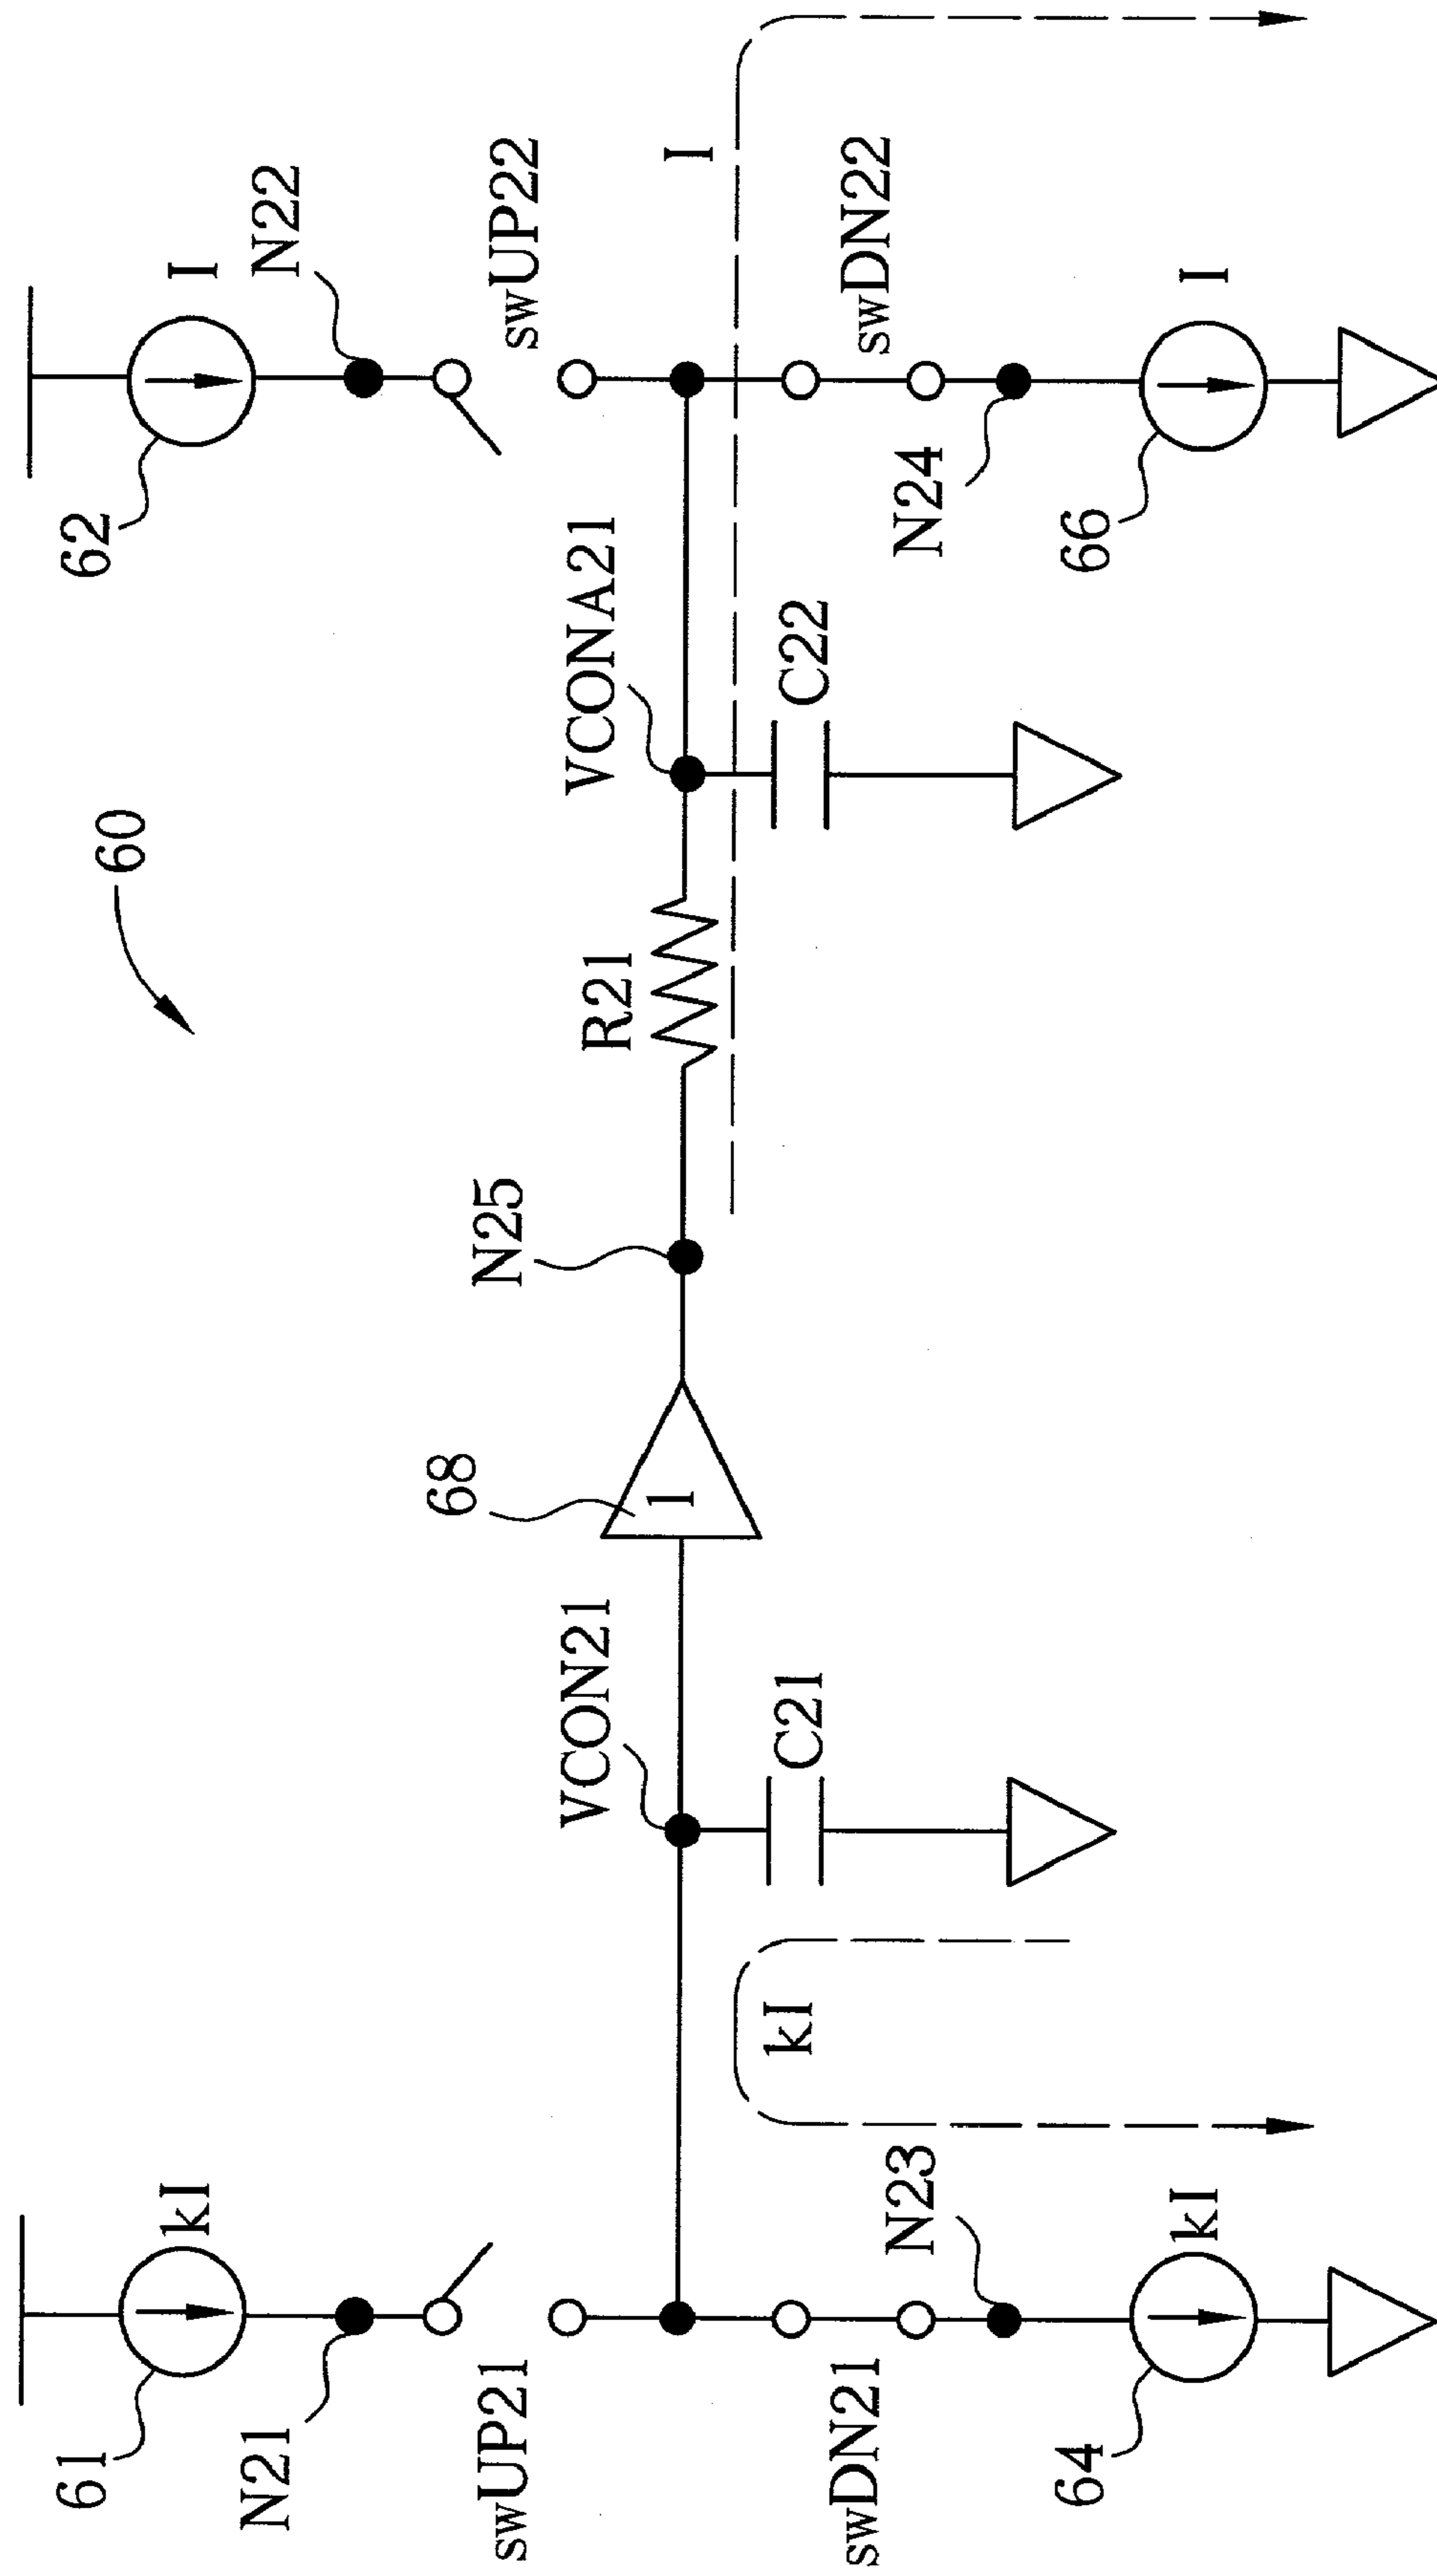 60
61
kI
N21
swUP21
62
I
N22
swUP22
VCON21
68
1
N25
R21
VCONA21
I
kI
C21
C22
swDN21
N23
swDN22
N24
64
kI
66
I